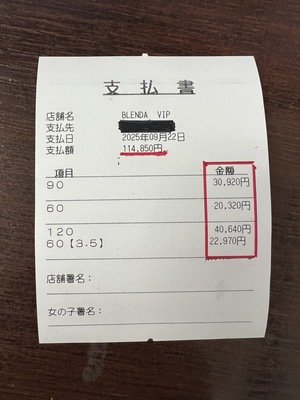 支払書
店舗名 BLENDA VIP
支払先
支払日 2025年09月22日
支払額 114,850円
項目 金額
90 30,920円
60 20,320円
120 40,640円
60【3.5】 22,970円
店舗署名：
女の子署名：